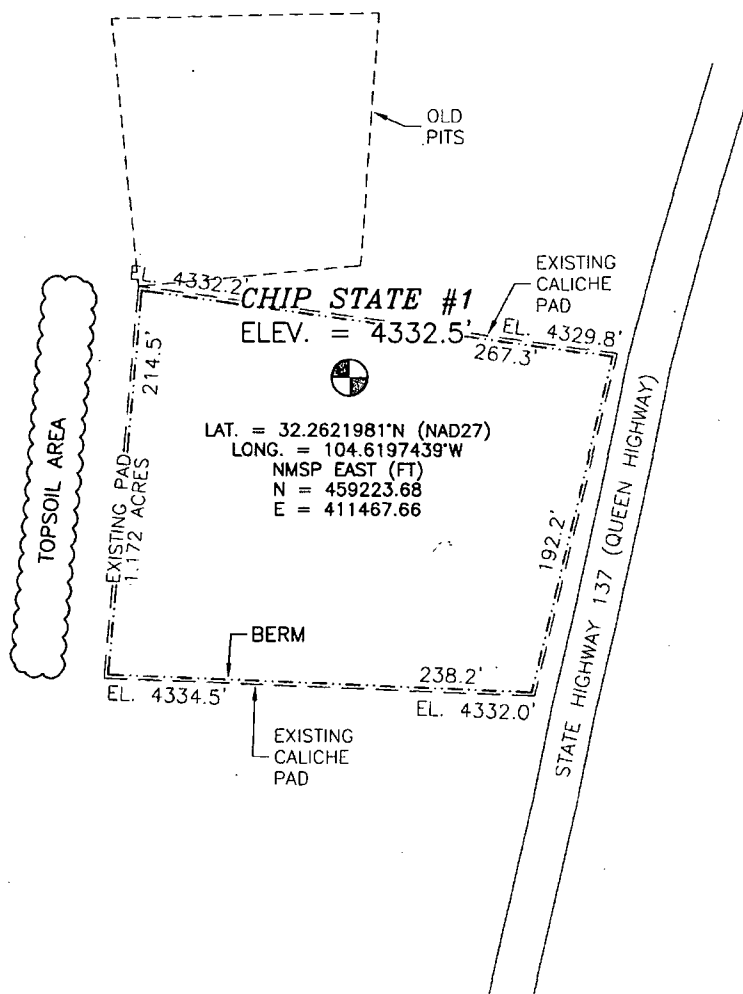 OLD
PITS
EL. 4332.2'
CHIP STATE #1
ELEV. = 4332.5'
EXISTING
CALICHE
PAD
EL. 4329.8'
267.3'
214.5'
LAT. = 32.2621981°N (NAD27)
LONG. = 104.6197439°W
NMSP EAST (FT)
N = 459223.68
E = 411467.66
TOPSOIL AREA
EXISTING PAD
1.172 ACRES
192.2'
STATE HIGHWAY 137 (QUEEN HIGHWAY)
BERM
238.2'
EL. 4334.5'
EL. 4332.0'
EXISTING
CALICHE
PAD